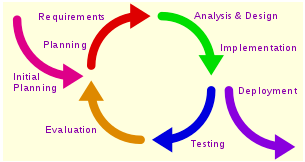 Requirements
Analysis & Design
Planning
Implementation
Initial
Planning
Deployment
Evaluation
Testing